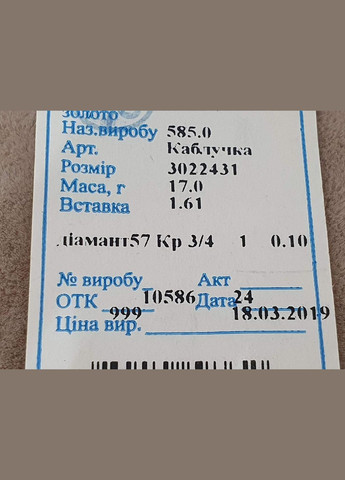 золото
Наз.виробу 585.0
Арт. Каблучка
Розмір 3022431
Маса, г 17.0
Вставка 1.61
діамант57 Кр 3/4 1 0.10
№ виробу_ Акт
10586 24
ОТК 999 Дата 18.03.2019
Ціна вир.